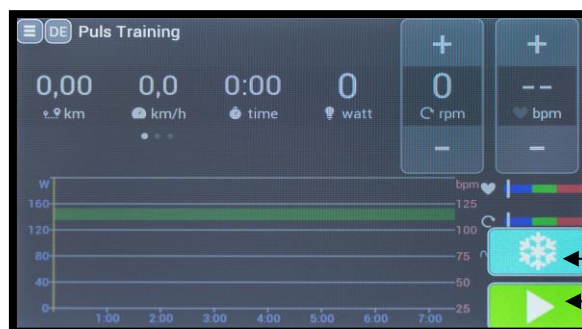 DE Puls Training
+ +
0,00 0,0 0:00 0 0 --
km km/h time watt rpm bpm
- -
W bpm
160 125
120 100
80 75
40 50
0 25
1:00 2:00 3:00 4:00 5:00 6:00 7:00